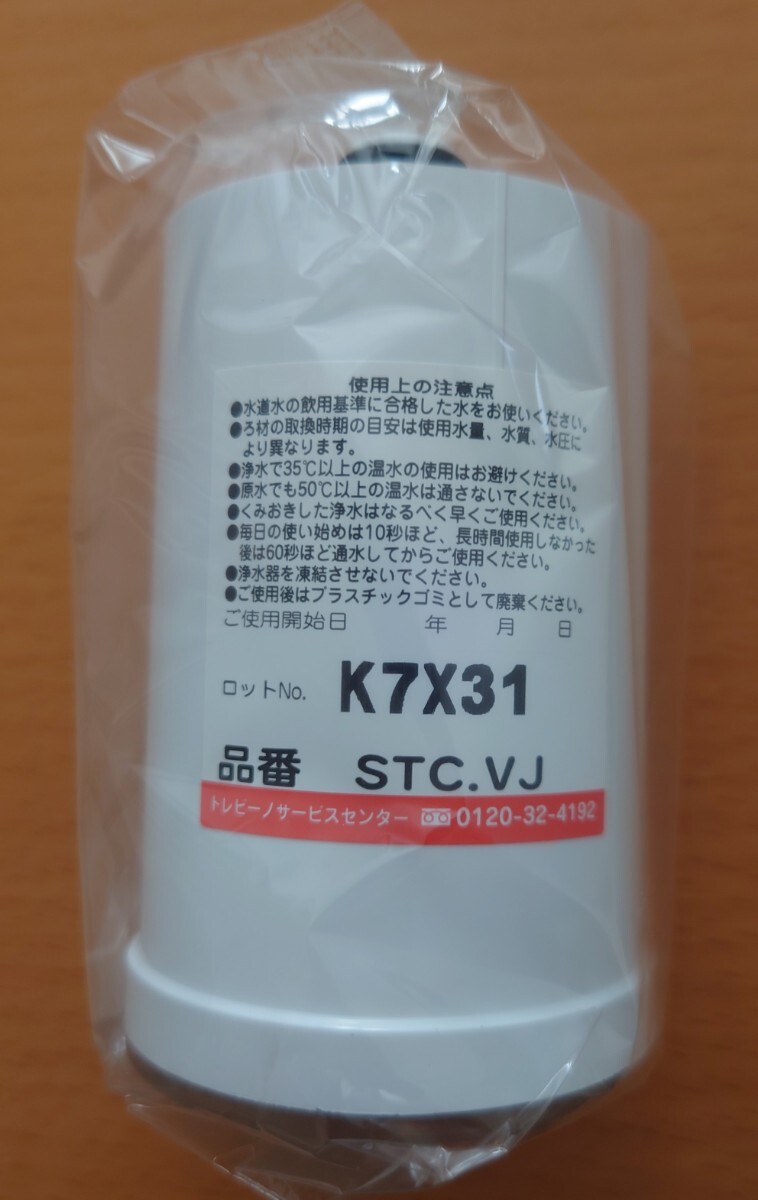 使用上の注意点
●水道水の飲用基準に合格した水をお使いください。
●ろ材の取換時期の目安は使用水量、水質、水圧に
より異なります。
●浄水で35℃以上の温水の使用はお避けください。
●原水でも50℃以上の温水は通さないでください。
●くみおきした浄水はなるべく早くご使用ください。
●毎日の使い始めは10秒ほど、長時間使用しなかった
後は60秒ほど通水してからご使用ください。
●浄水器を凍結させないでください。
●ご使用後はプラスチックゴミとして廃棄ください。
ご使用開始日 年 月 日
ロットNo. K7X31
品番 STC.VJ
トレビーノサービスセンター 0120-32-4192